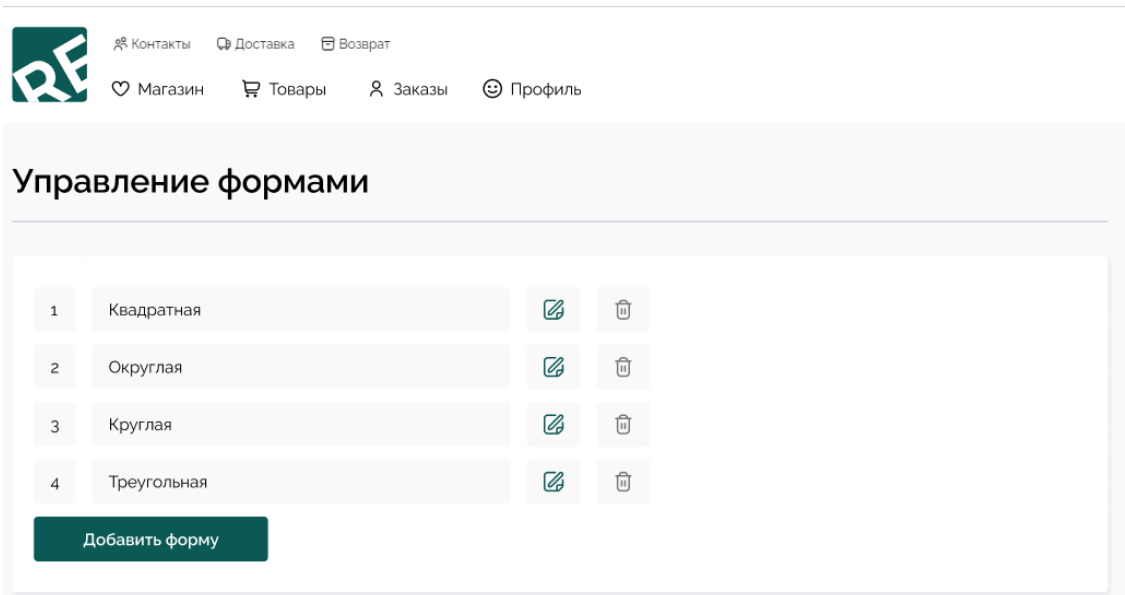 RE
Контакты Доставка Возврат
Магазин Товары Заказы Профиль
Управление формами
1 Квадратная
2 Округлая
3 Круглая
4 Треугольная
Добавить форму